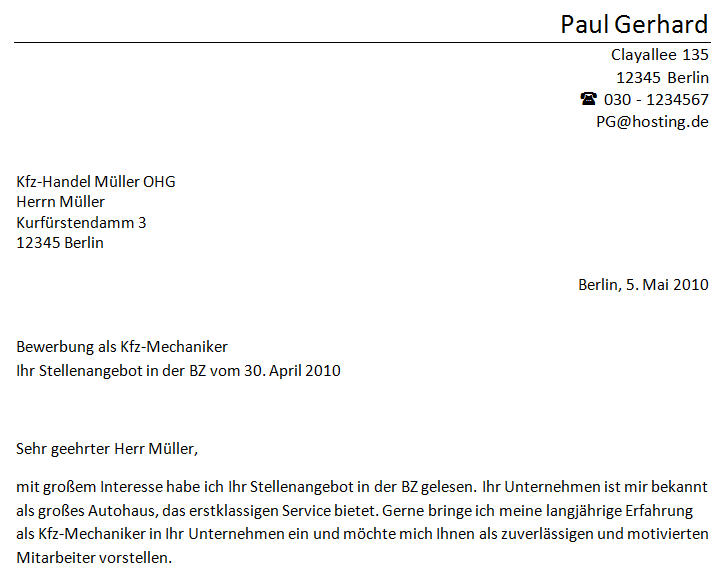 Paul Gerhard
Clayallee 135
12345 Berlin
☎ 030 - 1234567
PG@hosting.de
Kfz-Handel Müller OHG
Herrn Müller
Kurfürstendamm 3
12345 Berlin
Berlin, 5. Mai 2010
Bewerbung als Kfz-Mechaniker
Ihr Stellenangebot in der BZ vom 30. April 2010
Sehr geehrter Herr Müller,
mit großem Interesse habe ich Ihr Stellenangebot in der BZ gelesen. Ihr Unternehmen ist mir bekannt
als großes Autohaus, das erstklassigen Service bietet. Gerne bringe ich meine langjährige Erfahrung
als Kfz-Mechaniker in Ihr Unternehmen ein und möchte mich Ihnen als zuverlässigen und motivierten
Mitarbeiter vorstellen.